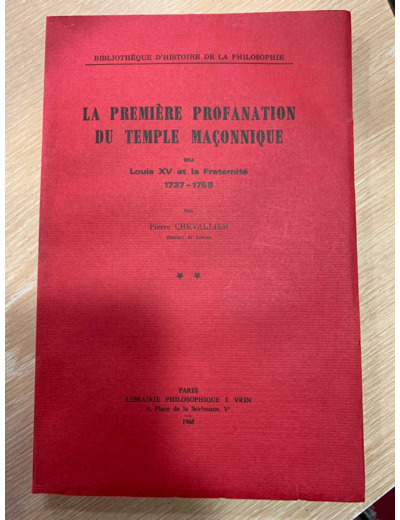 BIBLIOTHÈQUE D'HISTOIRE DE LA PHILOSOPHIE
LA PREMIÈRE PROFANATION
DU TEMPLE MAÇONNIQUE
ou
Louis XV et la Fraternité
1737 - 1755
PAR
Pierre CHEVALLIER
Docteur ès Lettres
★ ★
PARIS
LIBRAIRIE PHILOSOPHIQUE J. VRIN
6, Place de la Sorbonne, Vᵉ
1968